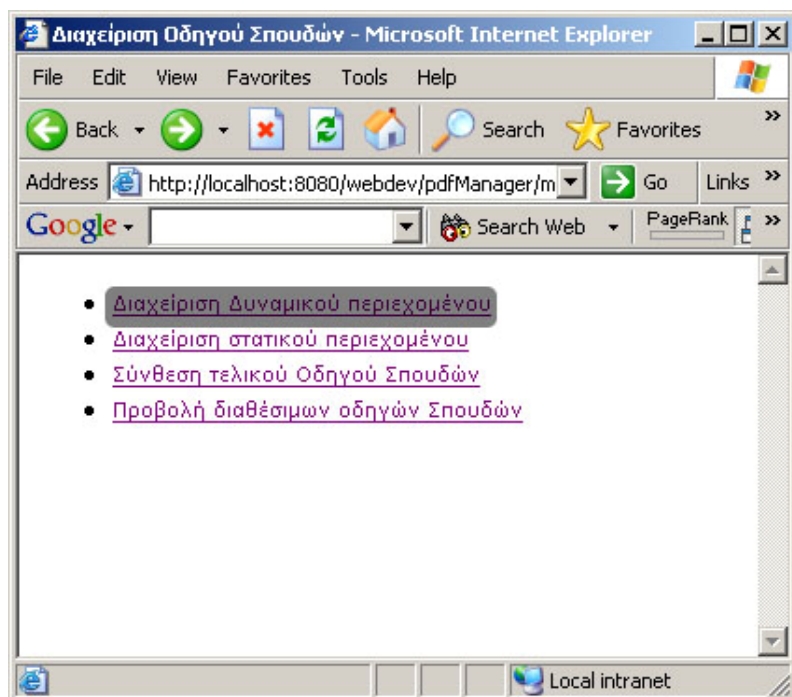 Διαχείριση Οδηγού Σπουδών - Microsoft Internet Explorer
File Edit View Favorites Tools Help
Back Search Favorites »
Address http://localhost:8080/webdev/pdfManager/m Go Links »
Google Search Web PageRank »
Διαχείριση Δυναμικού περιεχομένου
Διαχείριση στατικού περιεχομένου
Σύνθεση τελικού Οδηγού Σπουδών
Προβολή διαθέσιμων οδηγών Σπουδών
Local intranet